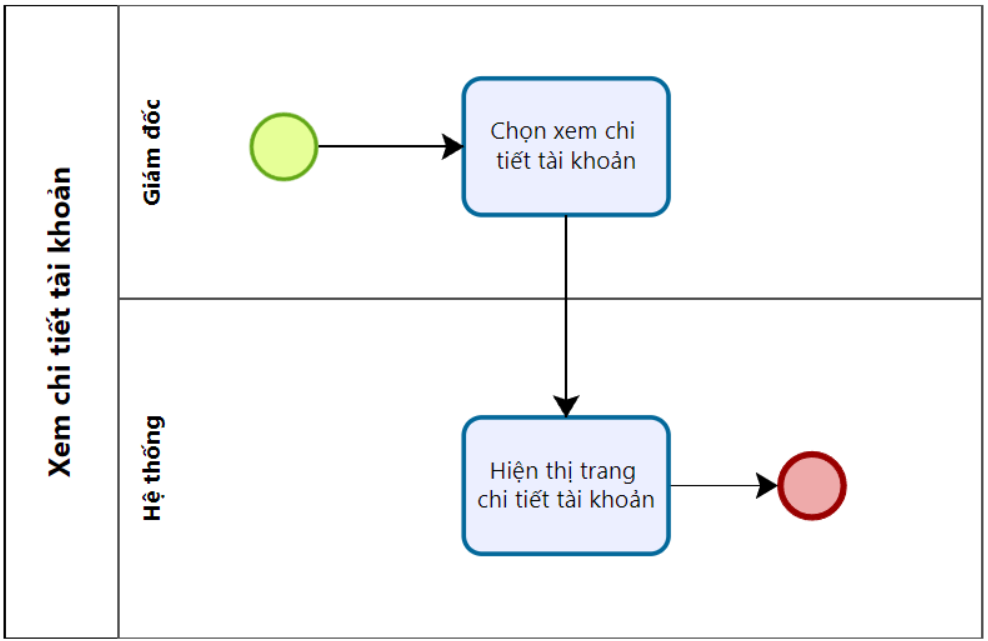 Xem chi tiết tài khoản
Giám đốc
Chọn xem chi
tiết tài khoản
Hệ thống
Hiện thị trang
chi tiết tài khoản